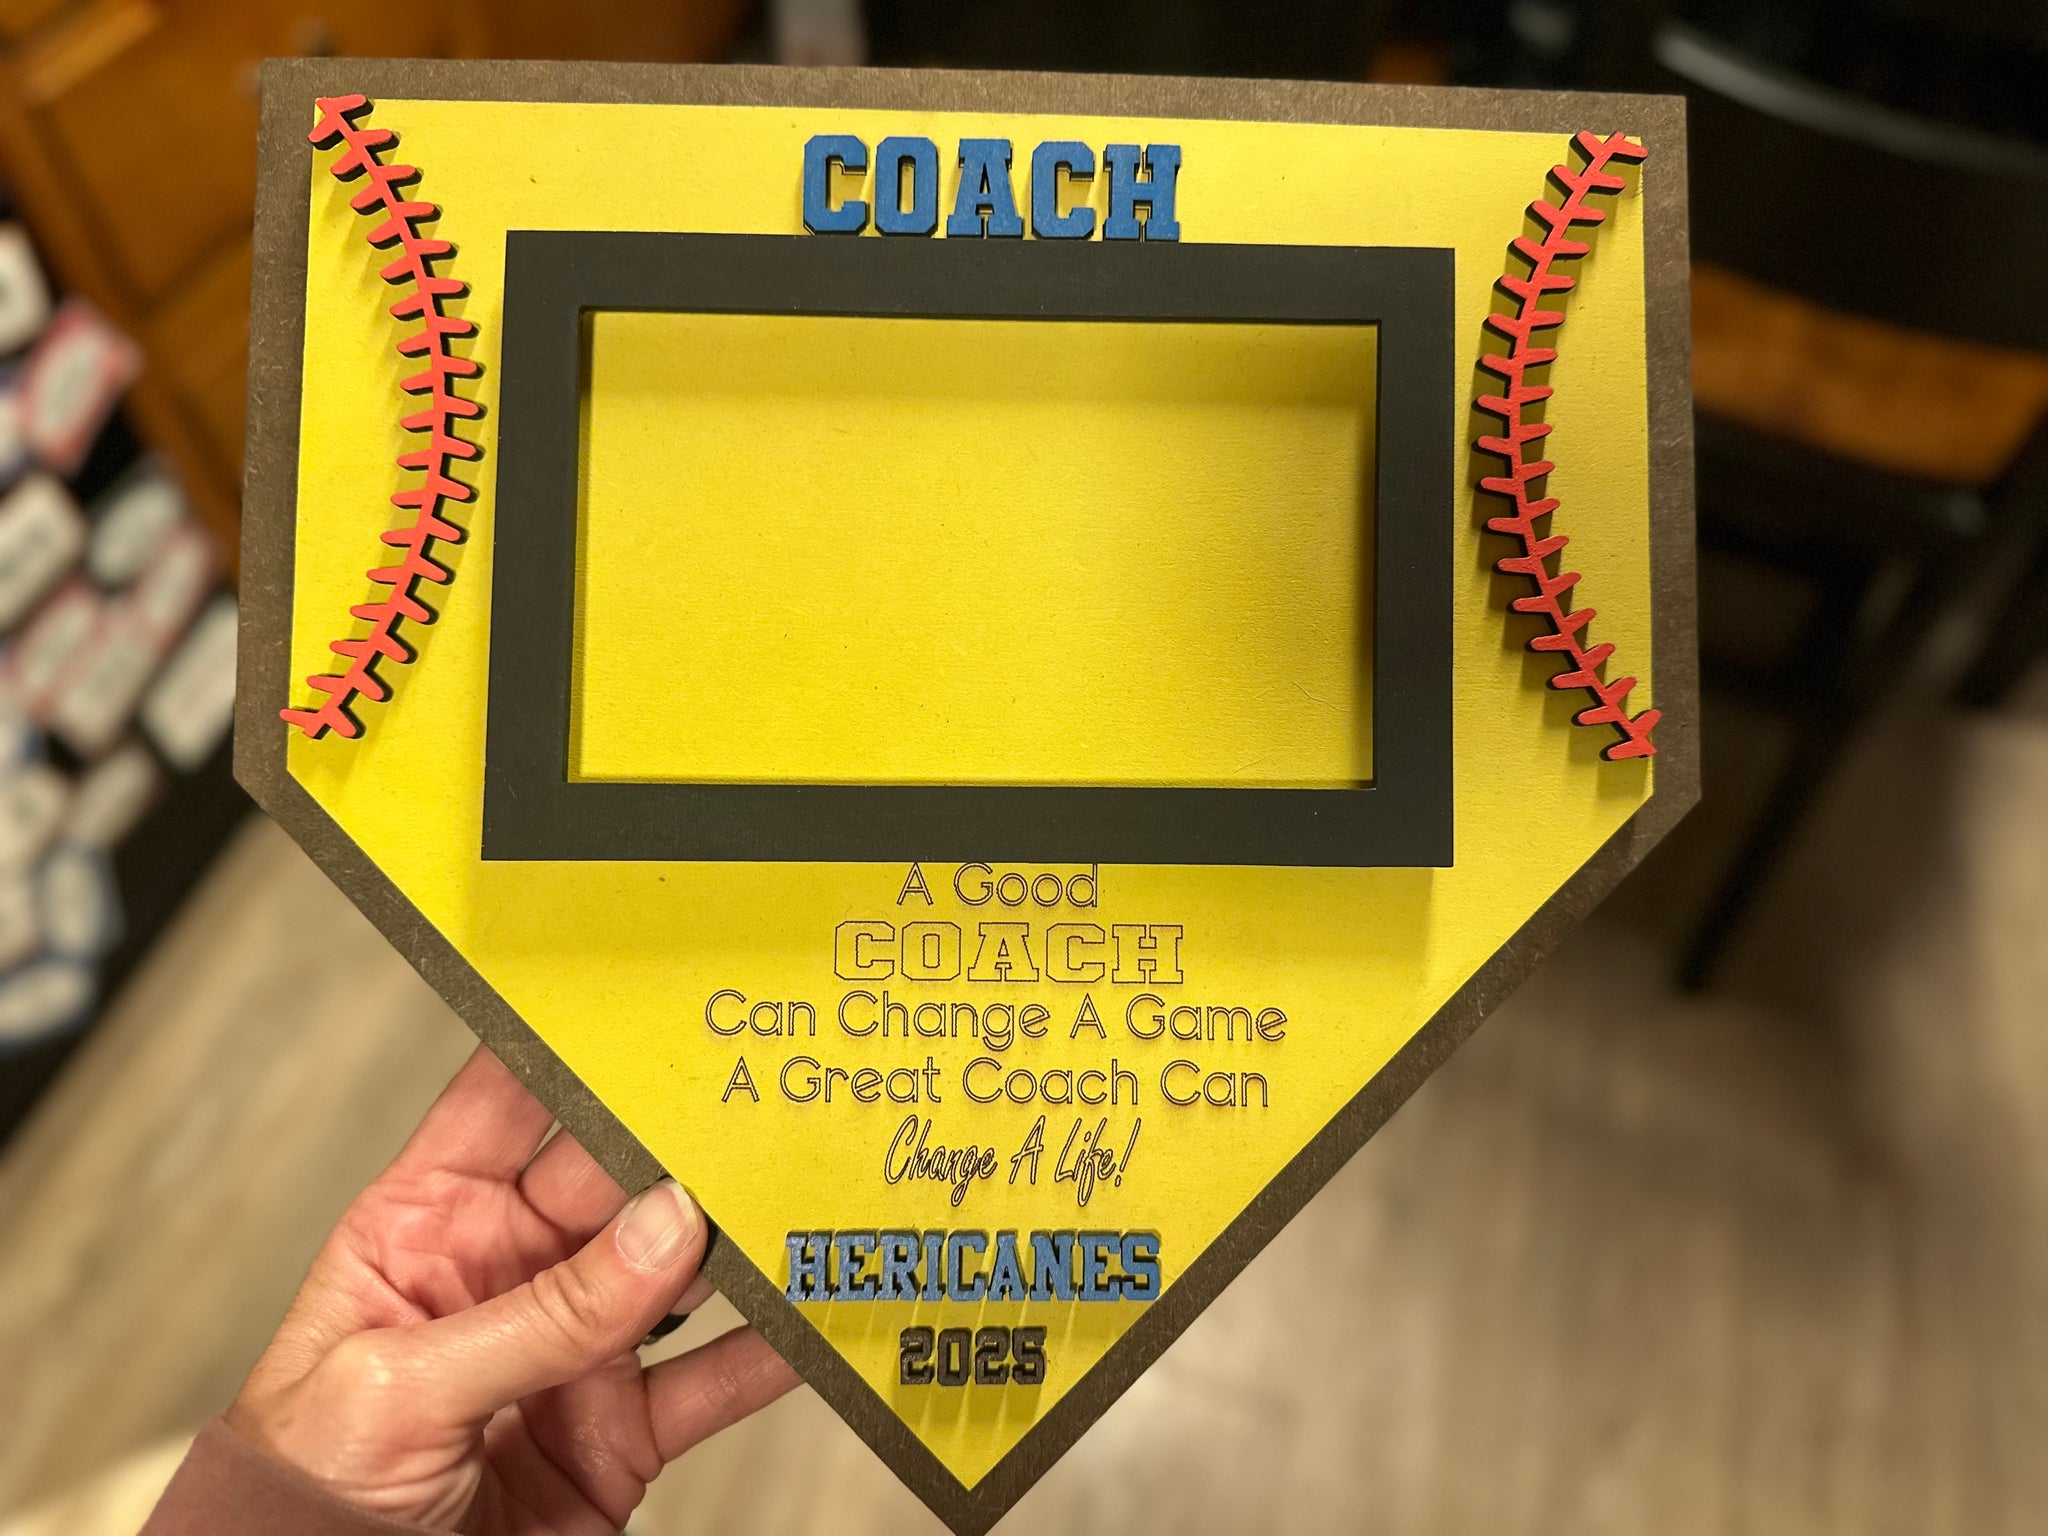 COACH
A Good
COACH
Can Change A Game
A Great Coach Can
Change A Life!
HERICANES
2025